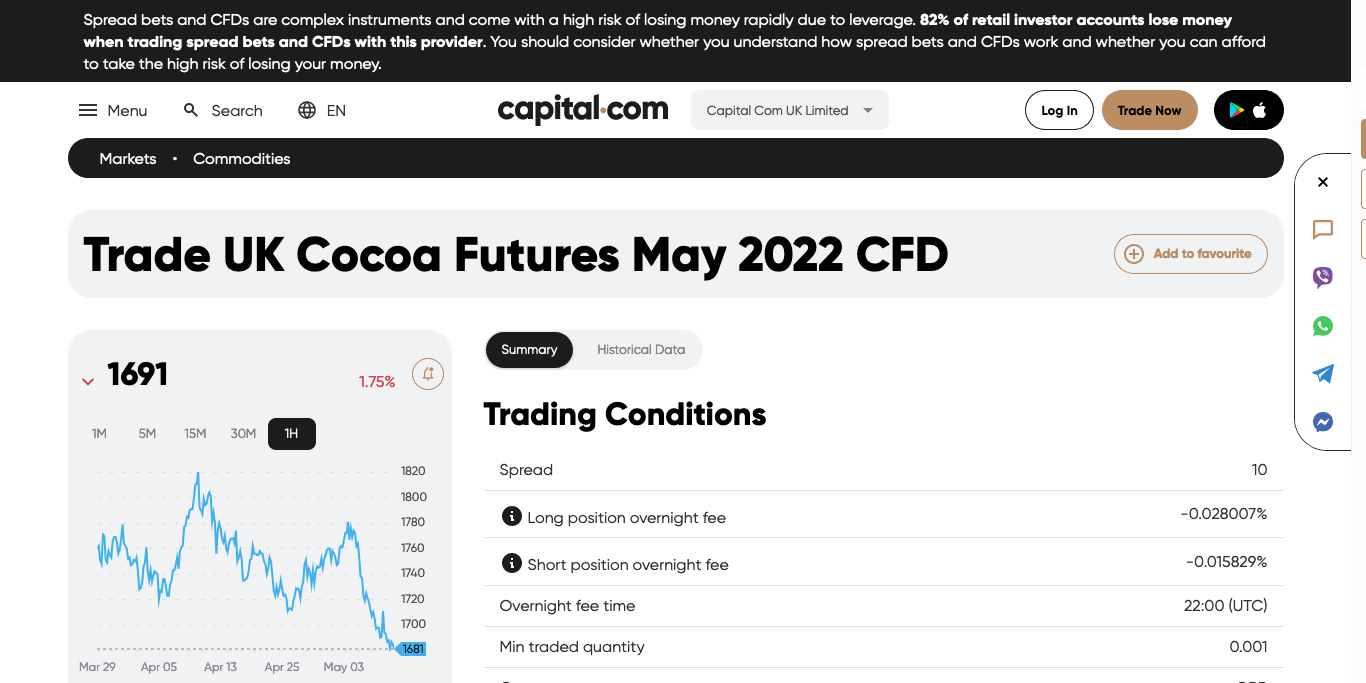 Spread bets and CFDs are complex instruments and come with a high risk of losing money rapidly due to leverage. 82% of retail investor accounts lose money
when trading spread bets and CFDs with this provider. You should consider whether you understand how spread bets and CFDs work and whether you can afford
to take the high risk of losing your money.
Menu
Search
EN
capital.com
Capital Com UK Limited
Log In
Trade Now
Markets • Commodities
Trade UK Cocoa Futures May 2022 CFD
Add to favourite
1691
1.75%
1M 5M 15M 30M 1H
1820
1800
1780
1760
1740
1720
1700
1681
Mar 29 Apr 05 Apr 13 Apr 25 May 03
Summary
Historical Data
Trading Conditions
Spread 10
Long position overnight fee -0.028007%
Short position overnight fee -0.015829%
Overnight fee time 22:00 (UTC)
Min traded quantity 0.001